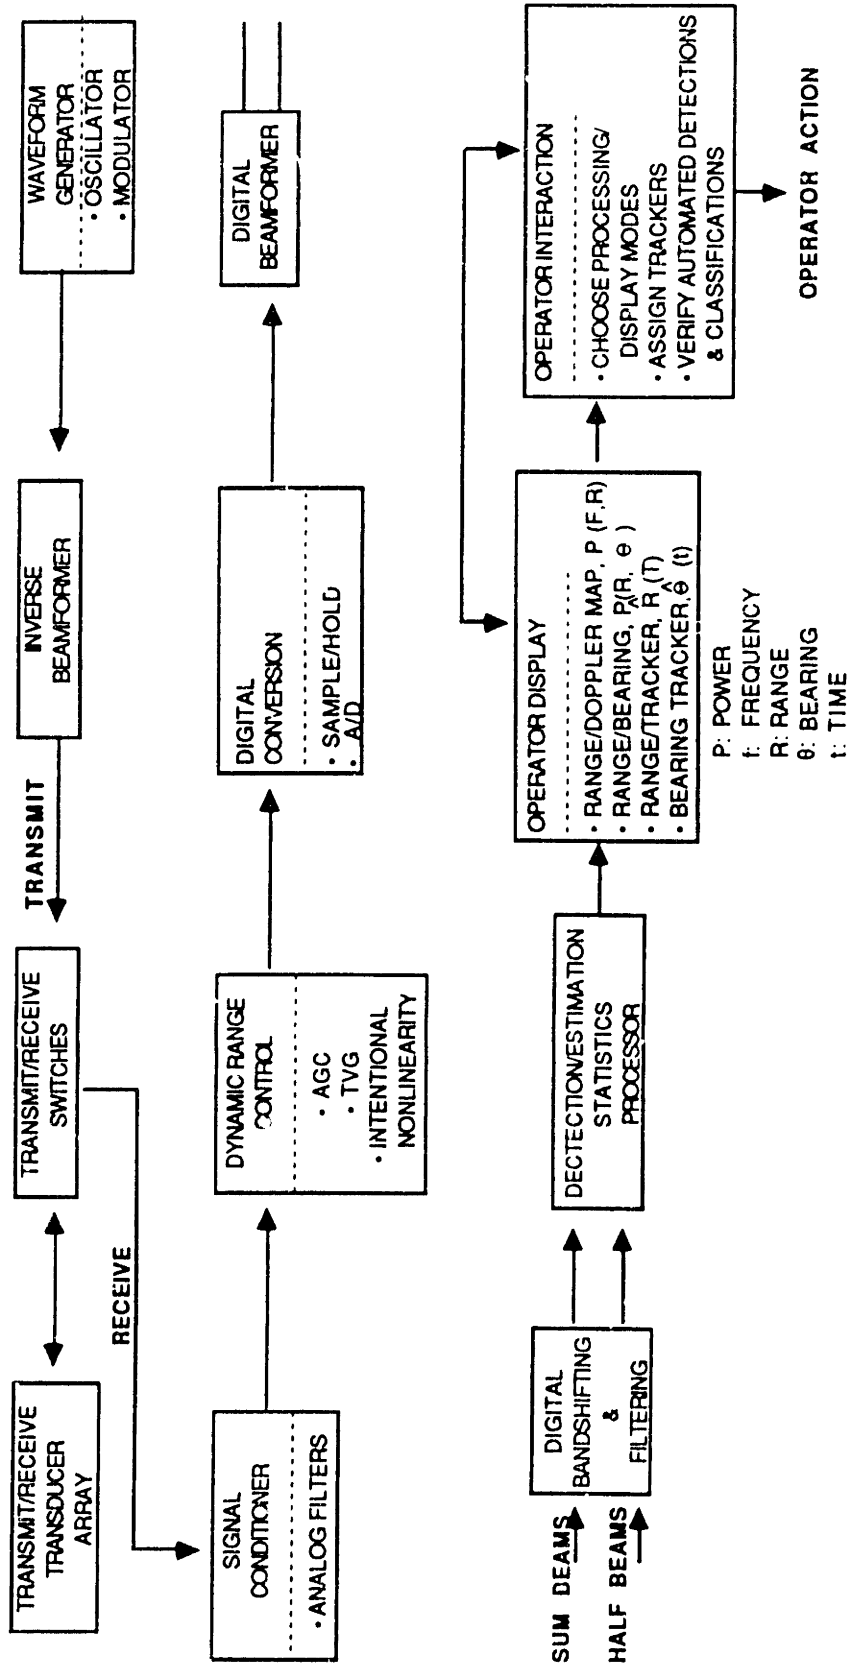 TRANSMIT/RECEIVE
TRANSDUCER
ARRAY
TRANSMIT/RECEIVE
SWITCHES
TRANSMIT
INVERSE
BEAMFORMER
WAVEFORM
GENERATOR
• OSCILLATOR
• MODULATOR
RECEIVE
SIGNAL
CONDITIONER
• ANALOG FILTERS
DYNAMIC RANGE
CONTROL
• AGC
• TVG
• INTENTIONAL
NONLINEARITY
DIGITAL
CONVERSION
• SAMPLE/HOLD
• A/D
DIGITAL
BEAMFORMER
SUM DEAMS
HALF BEAMS
DIGITAL
BANDSHIFTING
&
FILTERING
DECTECTION/ESTIMATION
STATISTICS
PROCESSOR
OPERATOR DISPLAY
• RANGE/DOPPLER MAP, P (F,R)
• RANGE/BEARING, P(R, θ )
• RANGE/TRACKER, R̂ (T)
• BEARING TRACKER, θ̂ (t)
P: POWER
f: FREQUENCY
R: RANGE
θ: BEARING
t: TIME
OPERATOR INTERACTION
• CHOOSE PROCESSING/
DISPLAY MODES
• ASSIGN TRACKERS
• VERIFY AUTOMATED DETECTIONS
& CLASSIFICATIONS
OPERATOR ACTION